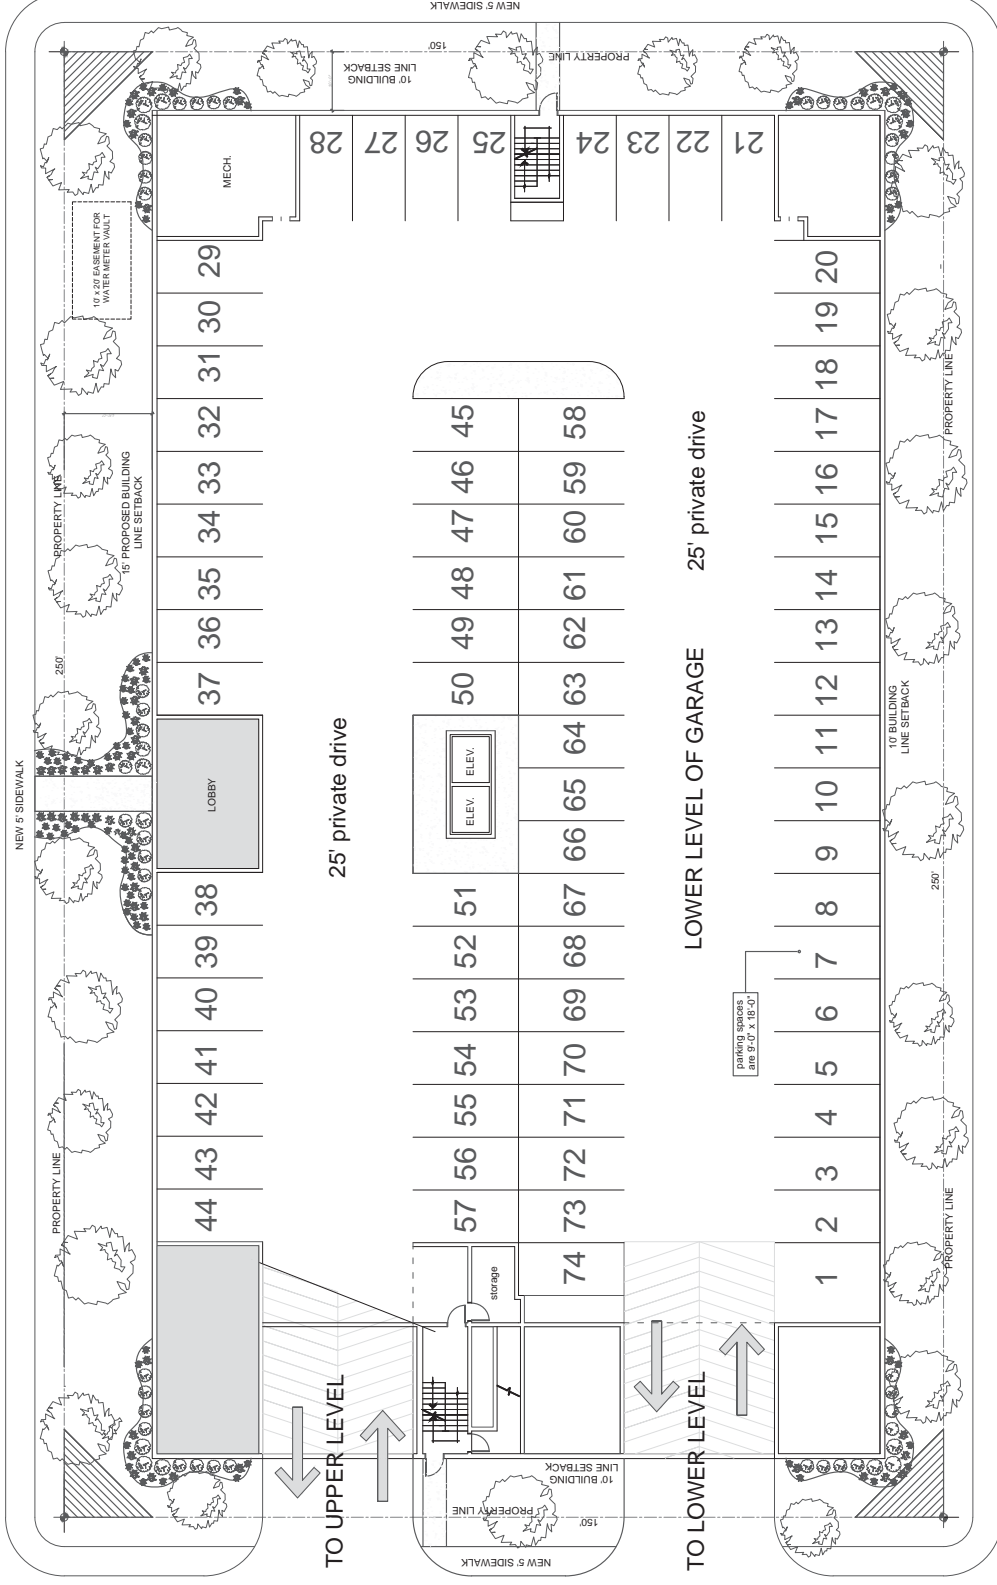 NEW 5' SIDEWALK
150'
10' BUILDING
LINE SETBACK
PROPERTY LINE
MECH.
28
27
26
25
24
23
22
21
10' x 20' EASEMENT FOR
WATER METER VAULT
29
30
31
32
33
34
35
36
37
20
19
18
17
16
15
14
13
12
11
10
9
8
7
6
5
4
3
2
1
45
46
47
48
49
50
58
59
60
61
62
63
64
65
66
67
68
69
70
71
72
73
74
51
52
53
54
55
56
57
38
39
40
41
42
43
44
PROPERTY LINE
15' PROPOSED BUILDING
LINE SETBACK
250'
NEW 5' SIDEWALK
LOBBY
ELEV.
ELEV.
25' private drive
25' private drive
LOWER LEVEL OF GARAGE
PROPERTY LINE
10' BUILDING
LINE SETBACK
250'
parking spaces
are 9'-0" x 18'-0"
PROPERTY LINE
PROPERTY LINE
storage
TO UPPER LEVEL
TO LOWER LEVEL
10' BUILDING
LINE SETBACK
PROPERTY LINE
150'
NEW 5' SIDEWALK